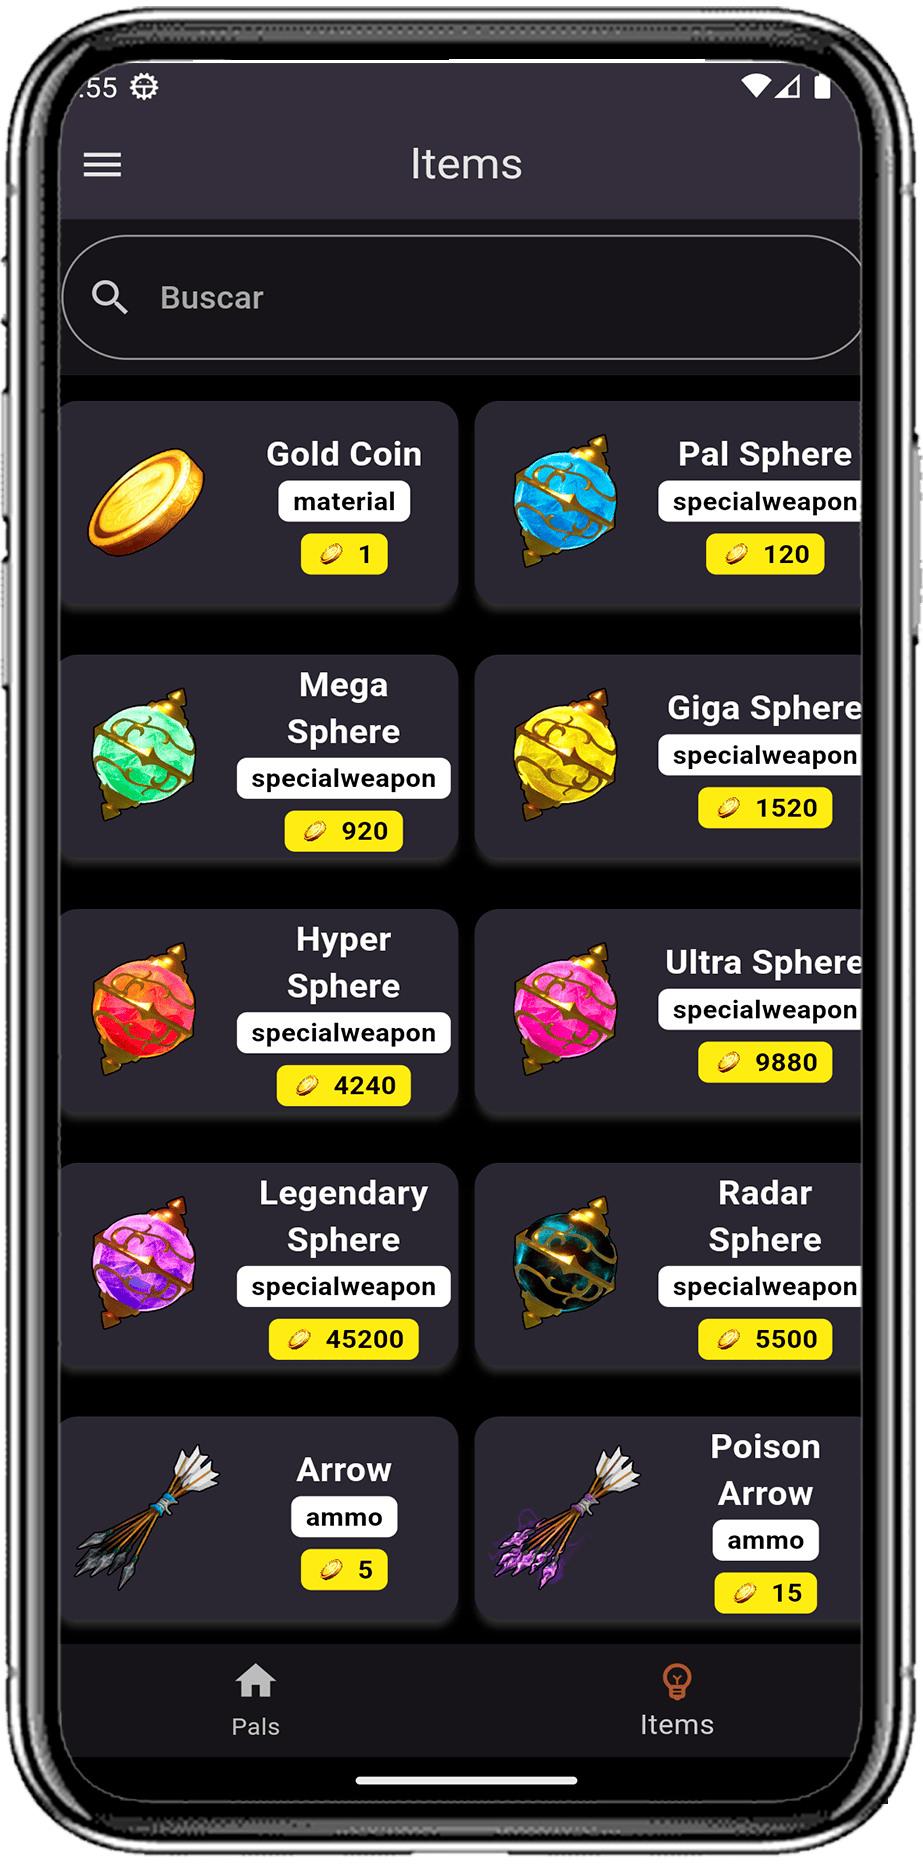 :55
Items
Buscar
Gold Coin
material
1
Pal Sphere
specialweapon
120
Mega
Sphere
specialweapon
920
Giga Sphere
specialweapon
1520
Hyper
Sphere
specialweapon
4240
Ultra Sphere
specialweapon
9880
Legendary
Sphere
specialweapon
45200
Radar
Sphere
specialweapon
5500
Arrow
ammo
5
Poison
Arrow
ammo
15
Pals
Items